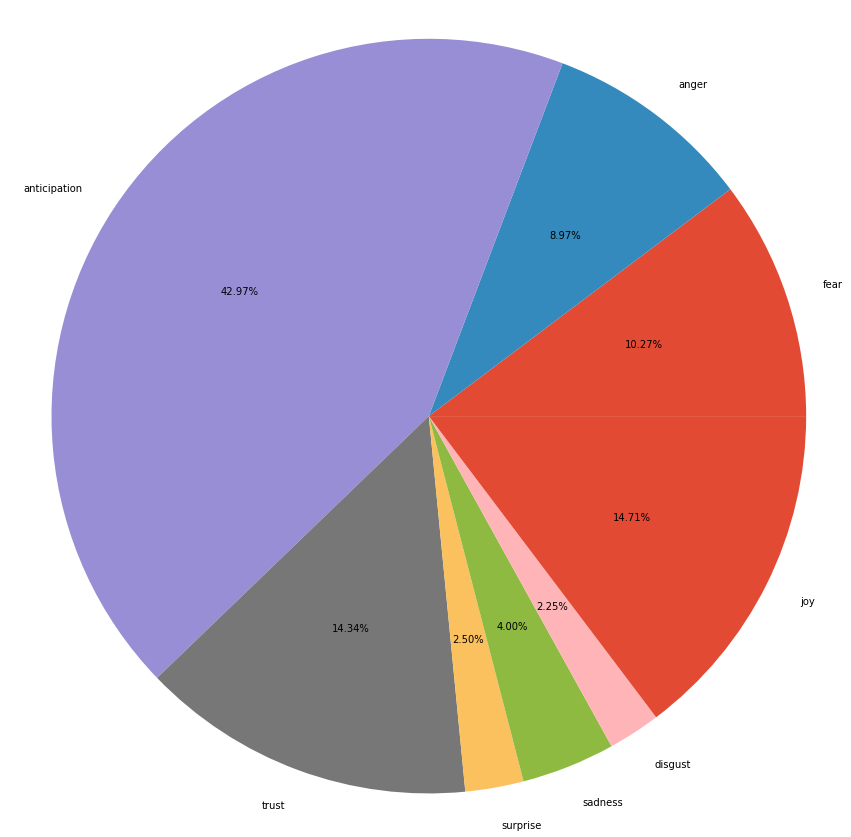 anger
anticipation
8.97%
fear
42.97%
10.27%
14.71%
joy
2.25%
4.00%
14.34%
2.50%
disgust
sadness
trust
surprise